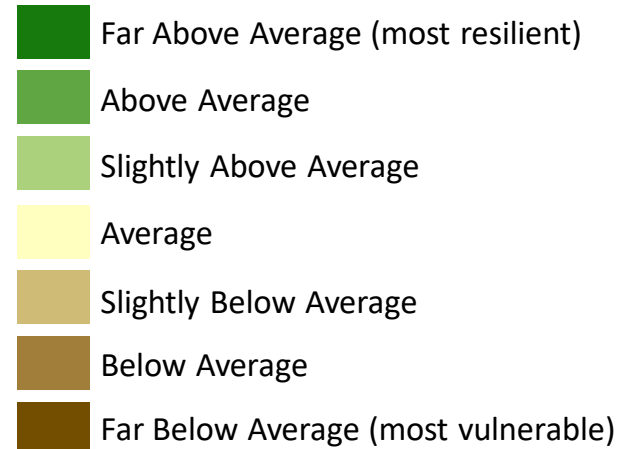 Far Above Average (most resilient)
Above Average
Slightly Above Average
Average
Slightly Below Average
Below Average
Far Below Average (most vulnerable)